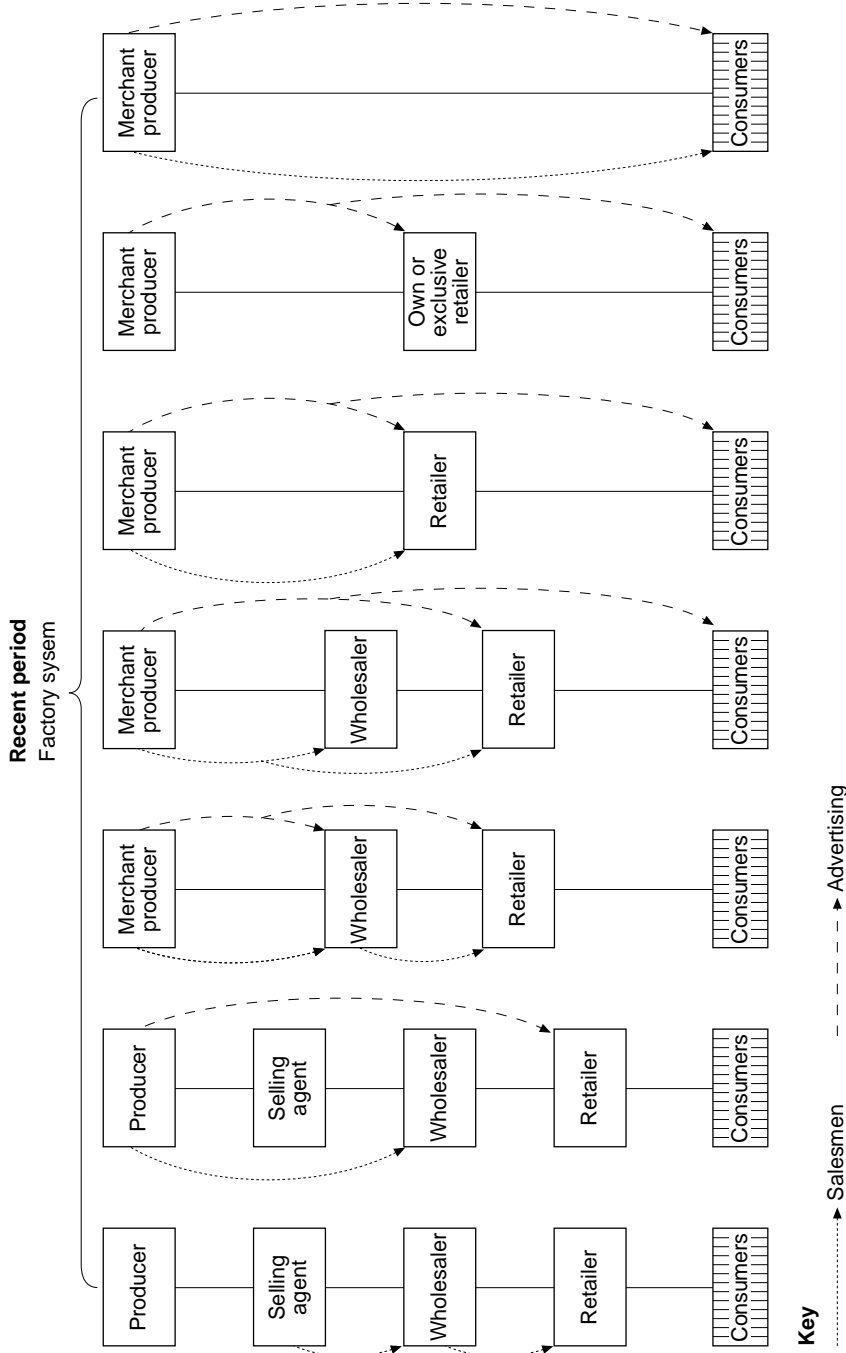 Recent period
Factory sysem
Producer
Selling
agent
Wholesaler
Retailer
Consumers
Producer
Selling
agent
Wholesaler
Retailer
Consumers
Merchant
producer
Wholesaler
Retailer
Consumers
Merchant
producer
Wholesaler
Retailer
Consumers
Merchant
producer
Retailer
Consumers
Merchant
producer
Own or
exclusive
retailer
Consumers
Merchant
producer
Consumers
Key
Salesmen
Advertising